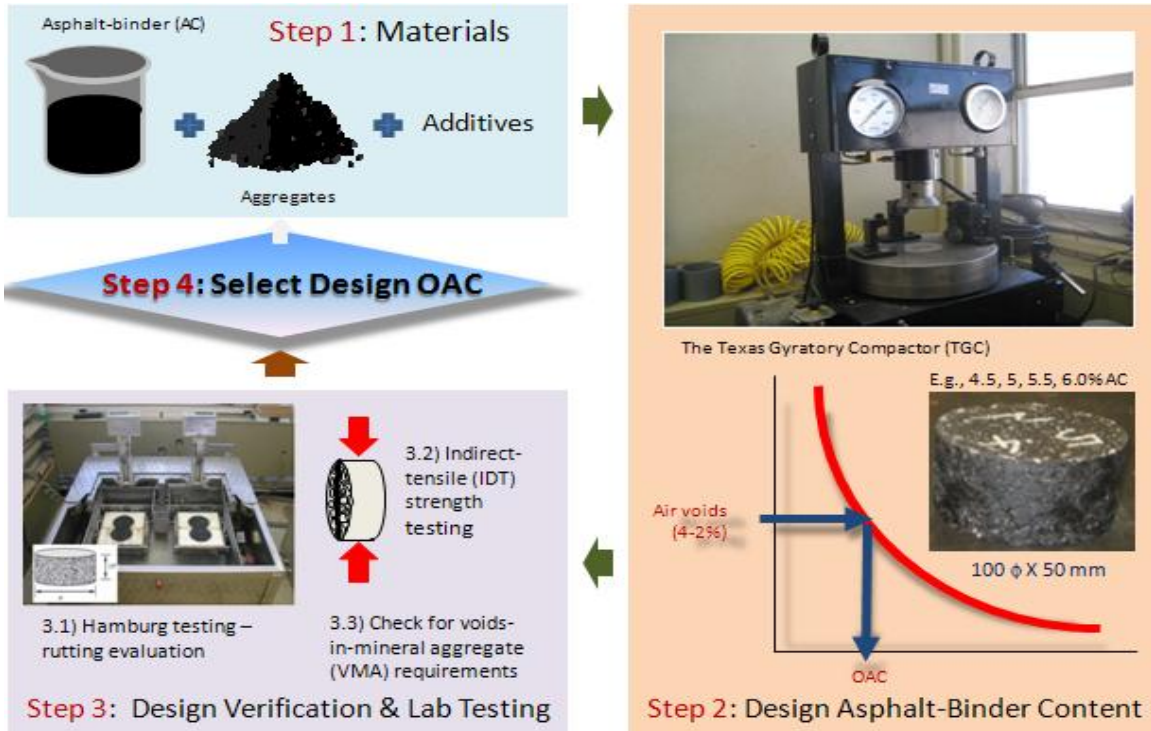 Asphalt-binder (AC)
Step 1: Materials
Additives
Aggregates
Step 4: Select Design OAC
The Texas Gyratory Compactor (TGC)
E.g., 4.5, 5, 5.5, 6.0% AC
Air voids
(4-2%)
100 ϕ X 50 mm
OAC
Step 2: Design Asphalt-Binder Content
3.2) Indirect-
tensile (IDT)
strength
testing
3.1) Hamburg testing –
rutting evaluation
3.3) Check for voids-
in-mineral aggregate
(VMA) requirements
Step 3: Design Verification & Lab Testing